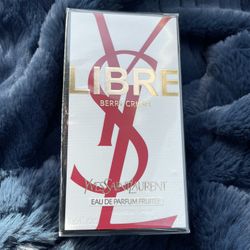 LIBRE
BERRY CRUSH
YVES SAINT LAURENT
EAU DE PARFUM FRUITÉE